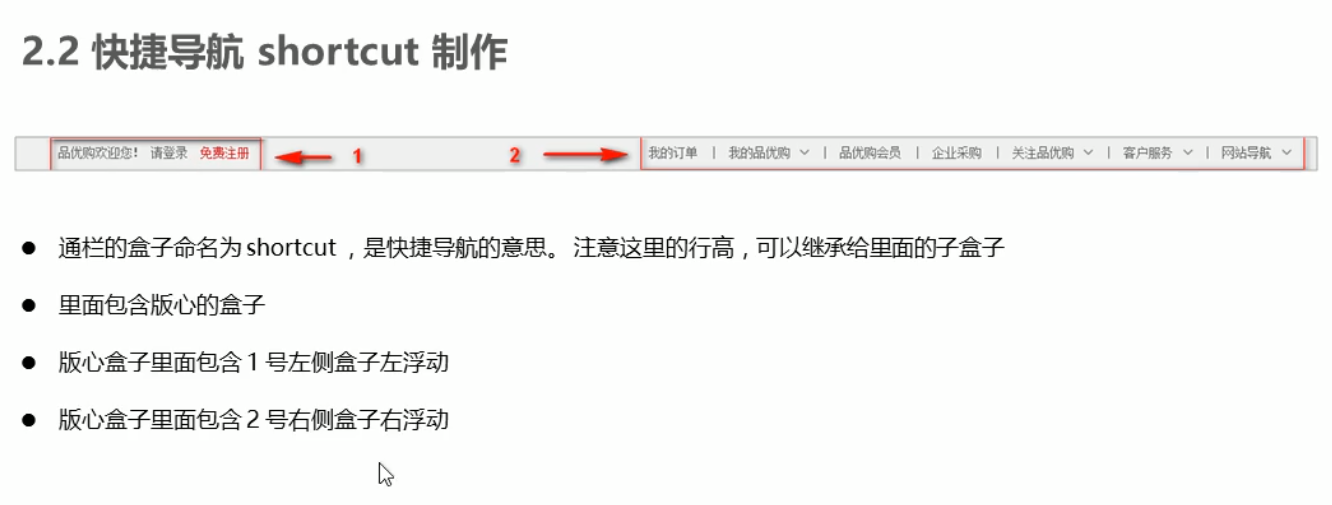 2.2 快捷导航 shortcut 制作
品优购欢迎您! 请登录 免费注册 1 2 我的订单 | 我的品优购 | 品优购会员 | 企业采购 | 关注品优购 | 客户服务 | 网站导航
● 通栏的盒子命名为 shortcut ，是快捷导航的意思。 注意这里的行高，可以继承给里面的子盒子
● 里面包含版心的盒子
● 版心盒子里面包含 1 号左侧盒子左浮动
● 版心盒子里面包含 2 号右侧盒子右浮动